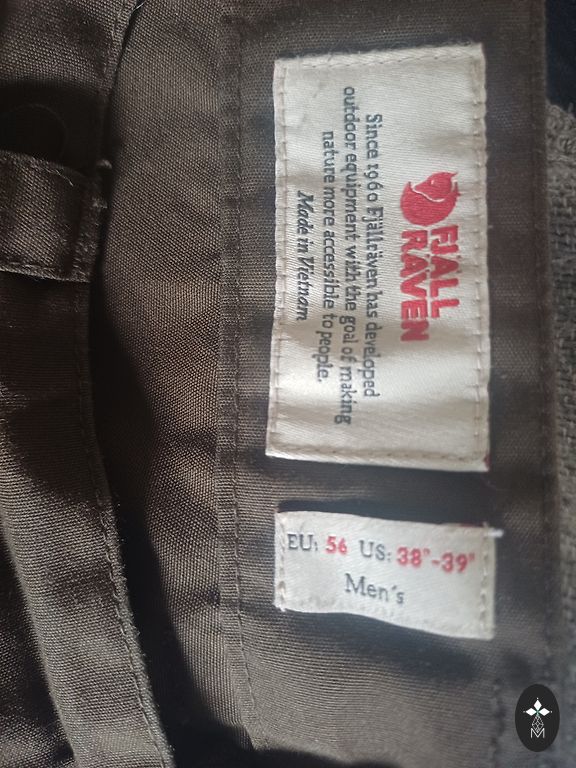 FJÄLL
RÄVEN
Since 1960 Fjällräven has developed
outdoor equipment with the goal of making
nature more accessible to people.
Made in Vietnam
EU: 56 US: 38"-39"
Men's
M